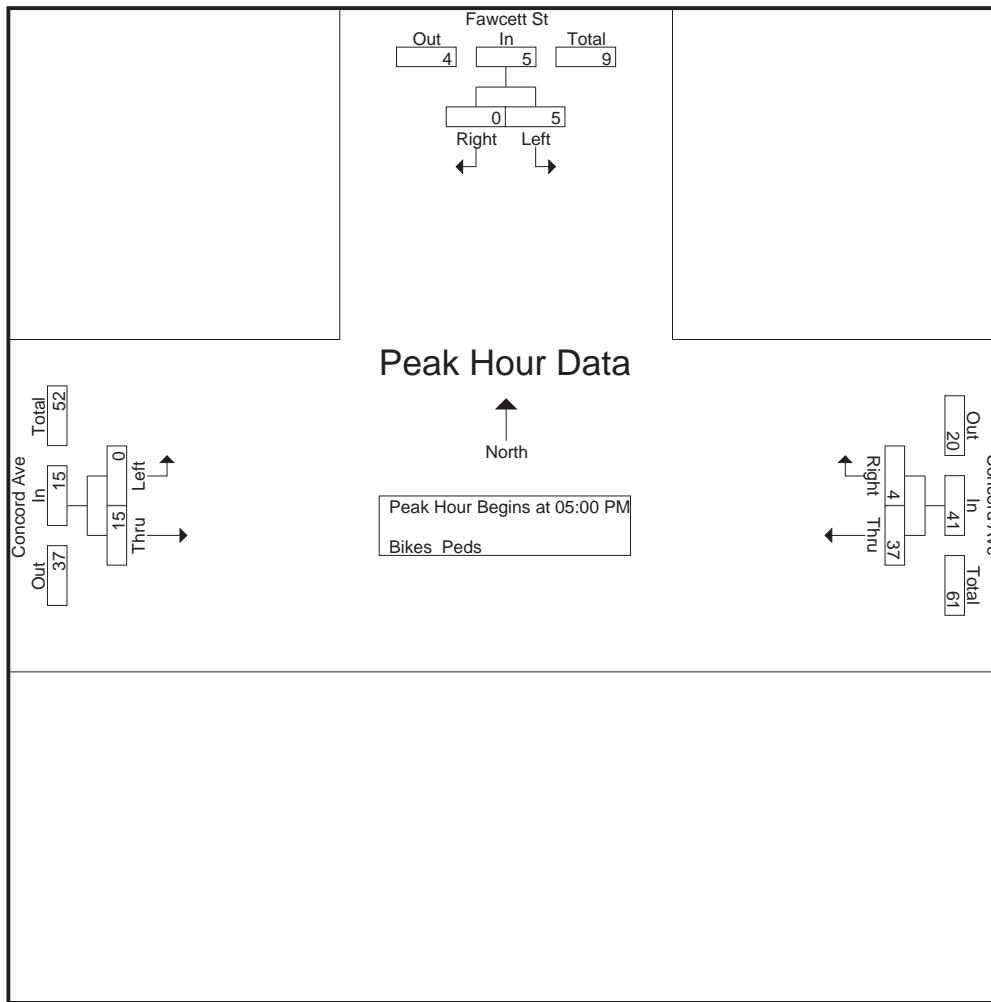 Fawcett St
Out In Total
4 5 9
0 5
Right Left
Peak Hour Data
North
Peak Hour Begins at 05:00 PM
Bikes Peds
Concord Ave
Out In Total
37 15 52
Thru Left
15 0
Concord Ave
Out In Total
20 41 61
Right Thru
4 37